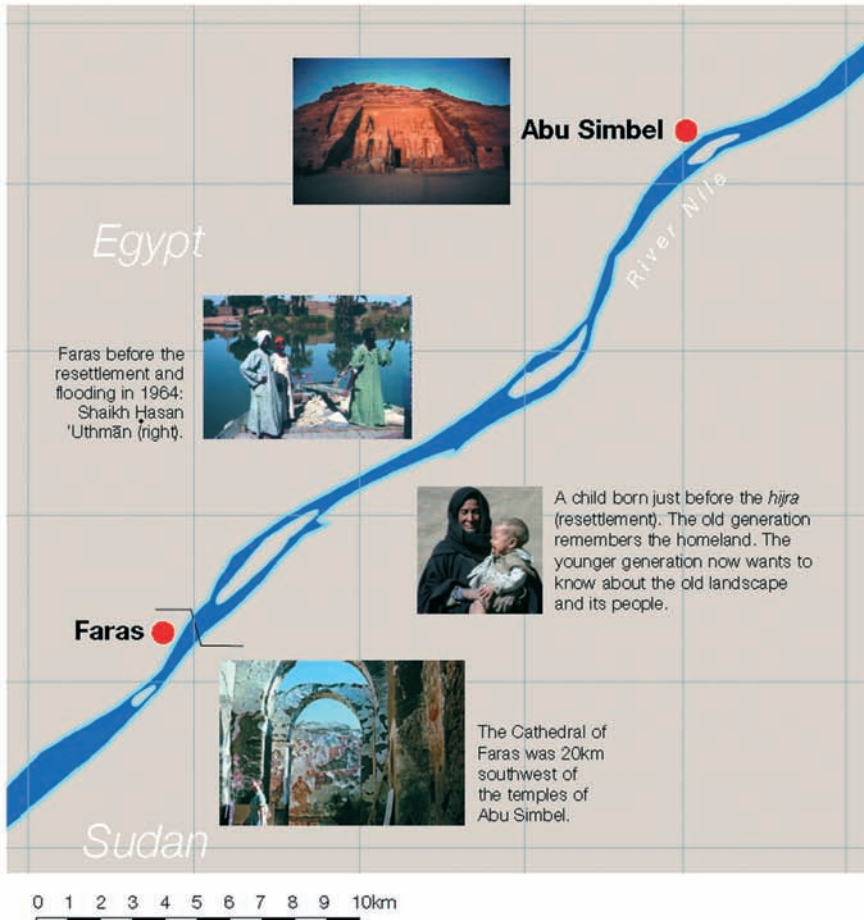 Abu Simbel
River Nile
Egypt
Faras before the
resettlement and
flooding in 1964:
Shaikh Ḥasan
'Uthmān (right).
A child born just before the hijra
(resettlement). The old generation
remembers the homeland. The
younger generation now wants to
know about the old landscape
and its people.
Faras
The Cathedral of
Faras was 20km
southwest of
the temples of
Abu Simbel.
Sudan
0 1 2 3 4 5 6 7 8 9 10km